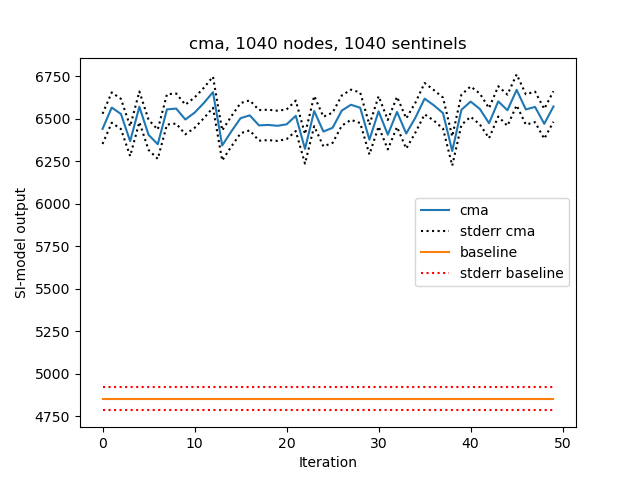 cma, 1040 nodes, 1040 sentinels
SI-model output
6750
6500
6250
6000
5750
5500
5250
5000
4750
cma
stderr cma
baseline
stderr baseline
0 10 20 30 40 50
Iteration